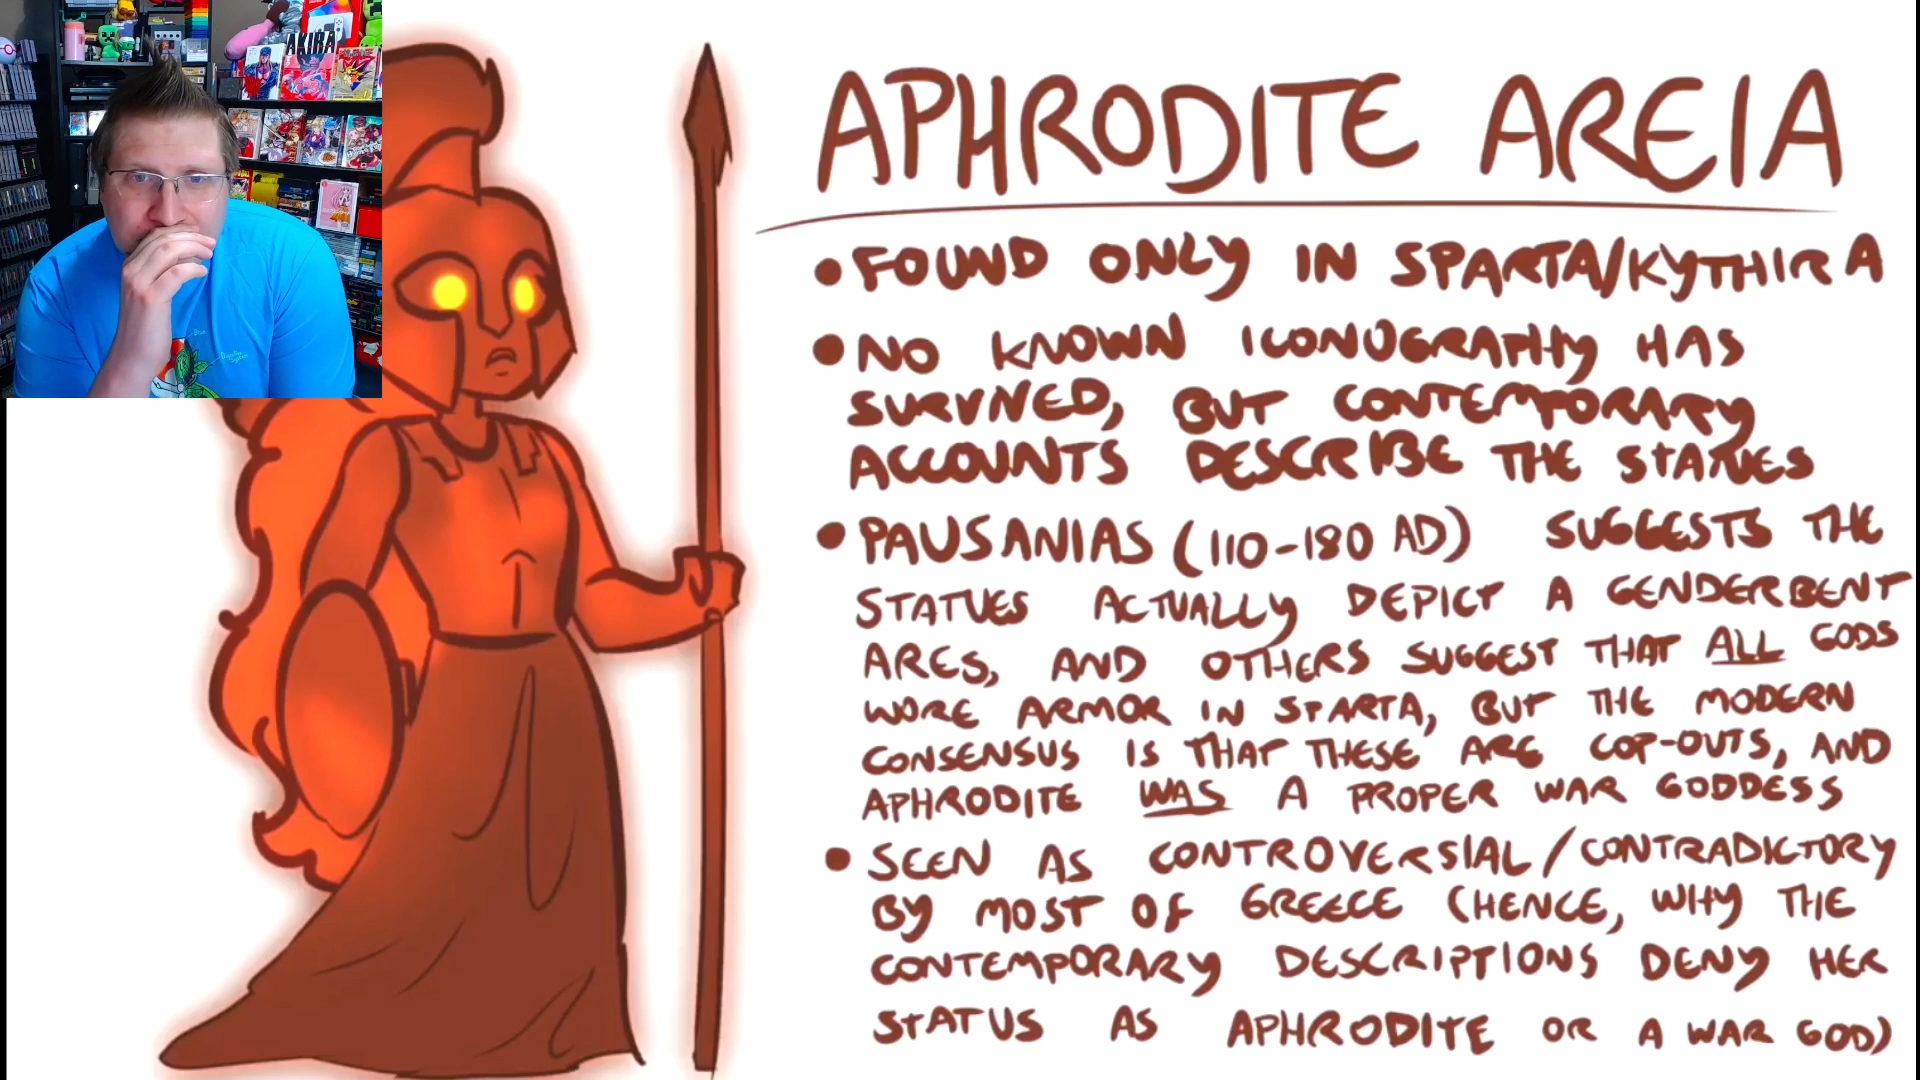 AKIRA
APHRODITE AREIA
• FOUND ONLY IN SPARTA/KYTHIRA
• NO KNOWN ICONOGRAPHY HAS
SURVIVED, BUT CONTEMPORARY
ACCOUNTS DESCRIBE THE STATUES
• PAUSANIAS (110-180 AD) SUGGESTS THE
STATUES ACTUALLY DEPICT A GENDERBENT
ARES, AND OTHERS SUGGEST THAT ALL GODS
WORE ARMOR IN SPARTA, BUT THE MODERN
CONSENSUS IS THAT THESE ARE COP-OUTS, AND
APHRODITE WAS A PROPER WAR GODDESS
• SEEN AS CONTROVERSIAL/CONTRADICTORY
BY MOST OF GREECE (HENCE, WHY THE
CONTEMPORARY DESCRIPTIONS DENY HER
STATUS AS APHRODITE OR A WAR GOD)